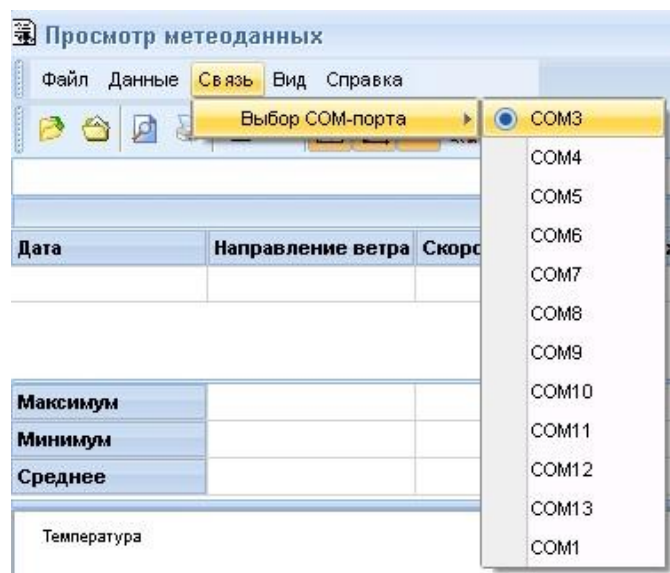 Просмотр метеоданных
Файл Данные Связь Вид Справка
Выбор COM-порта
COM3
COM4
COM5
COM6
COM7
COM8
COM9
COM10
COM11
COM12
COM13
COM1
Дата Направление ветра Скоро
Максимум
Минимум
Среднее
Температура